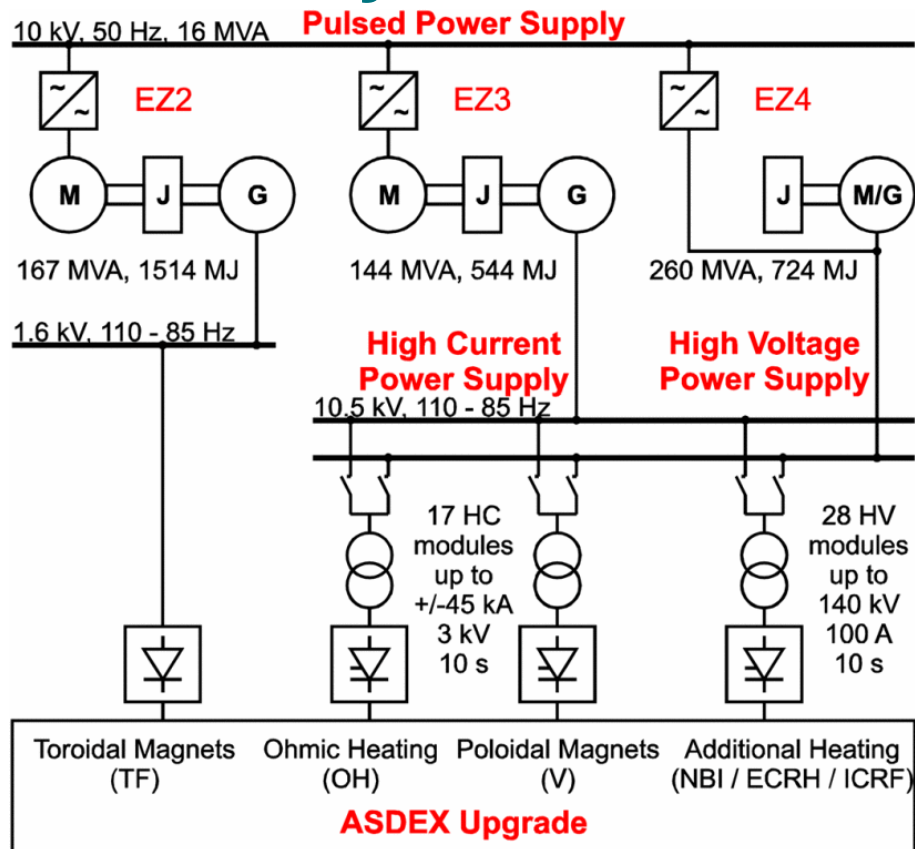 Pulsed Power Supply
10 kV, 50 Hz, 16 MVA
~ ~ EZ2
~ ~ EZ3
~ ~ EZ4
M J G
M J G
J M/G
167 MVA, 1514 MJ
144 MVA, 544 MJ
260 MVA, 724 MJ
1.6 kV, 110 - 85 Hz
High Current
Power Supply
High Voltage
Power Supply
10.5 kV, 110 - 85 Hz
17 HC
modules
up to
+/-45 kA
3 kV
10 s
28 HV
modules
up to
140 kV
100 A
10 s
Toroidal Magnets
(TF)
Ohmic Heating
(OH)
Poloidal Magnets
(V)
Additional Heating
(NBI / ECRH / ICRF)
ASDEX Upgrade